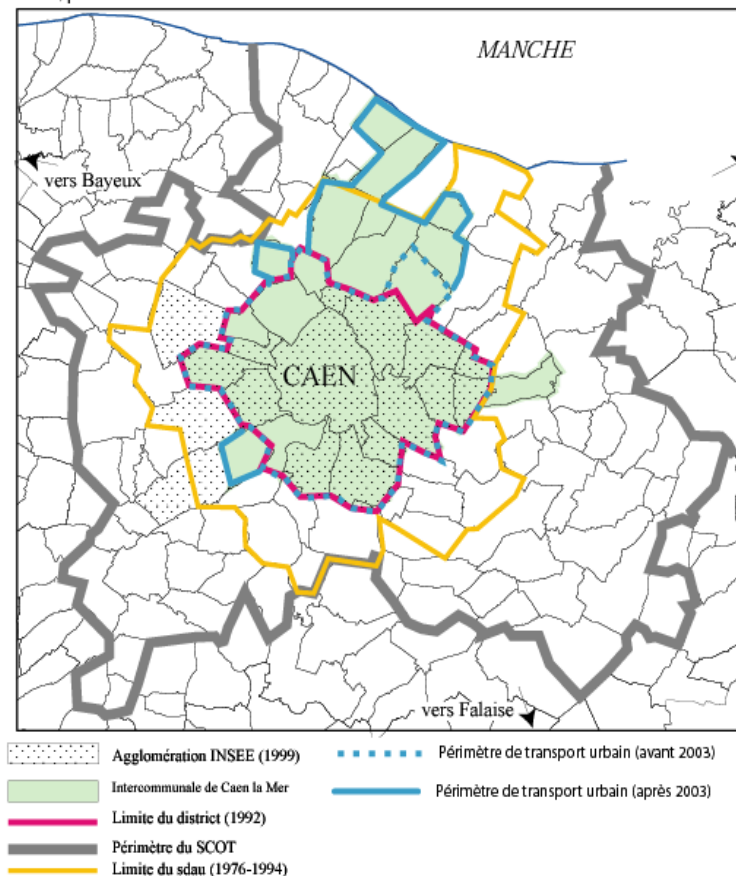 MANCHE
vers Bayeux
CAEN
vers Falaise
Agglomération INSEE (1999)
Périmètre de transport urbain (avant 2003)
Intercommunale de Caen la Mer
Périmètre de transport urbain (après 2003)
Limite du district (1992)
Périmètre du SCOT
Limite du sdau (1976-1994)